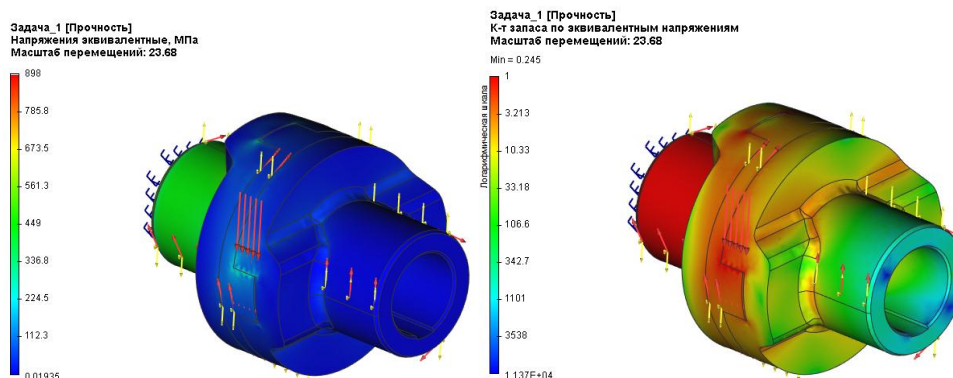 Задача_1 [Прочность]
Напряжения эквивалентные, МПа
Масштаб перемещений: 23.68
898
785.8
673.5
561.3
449
336.8
224.5
112.3
0.01935
Задача_1 [Прочность]
К-т запаса по эквивалентным напряжениям
Масштаб перемещений: 23.68
Min = 0.245
Логарифмическая шкала
1
3.213
10.33
33.18
106.6
342.7
1101
3538
1.137E+04